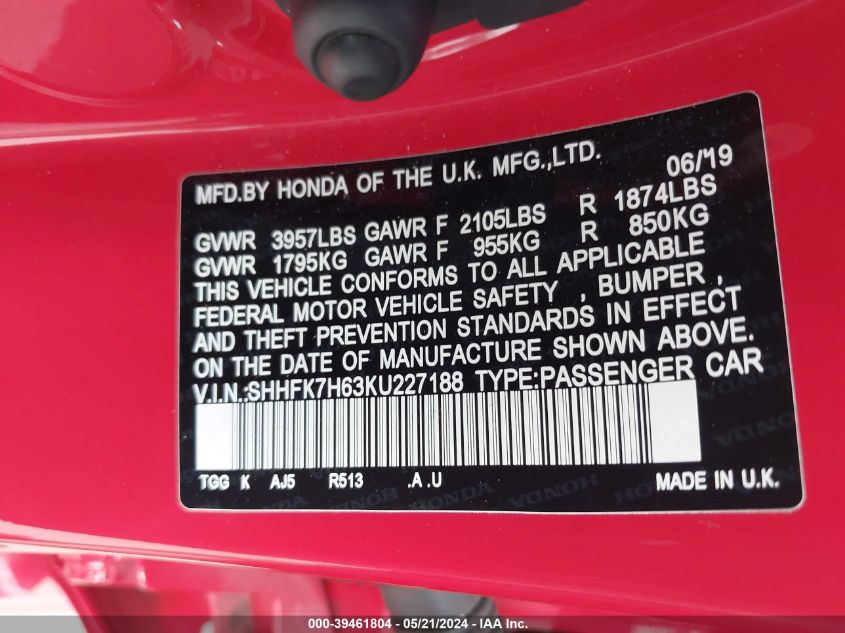 MFD.BY HONDA OF THE U.K. MFG.,LTD. 06/19
GVWR 3957LBS GAWR F 2105LBS R 1874LBS
GVWR 1795KG GAWR F 955KG R 850KG
THIS VEHICLE CONFORMS TO ALL APPLICABLE
FEDERAL MOTOR VEHICLE SAFETY , BUMPER ,
AND THEFT PREVENTION STANDARDS IN EFFECT
ON THE DATE OF MANUFACTURE SHOWN ABOVE.
V.I.N.:SHHFK7H63KU227188 TYPE:PASSENGER CAR
TGG K AJ5 R513 .A .U MADE IN U.K.
000-39461804 - 05/21/2024 - IAA Inc.